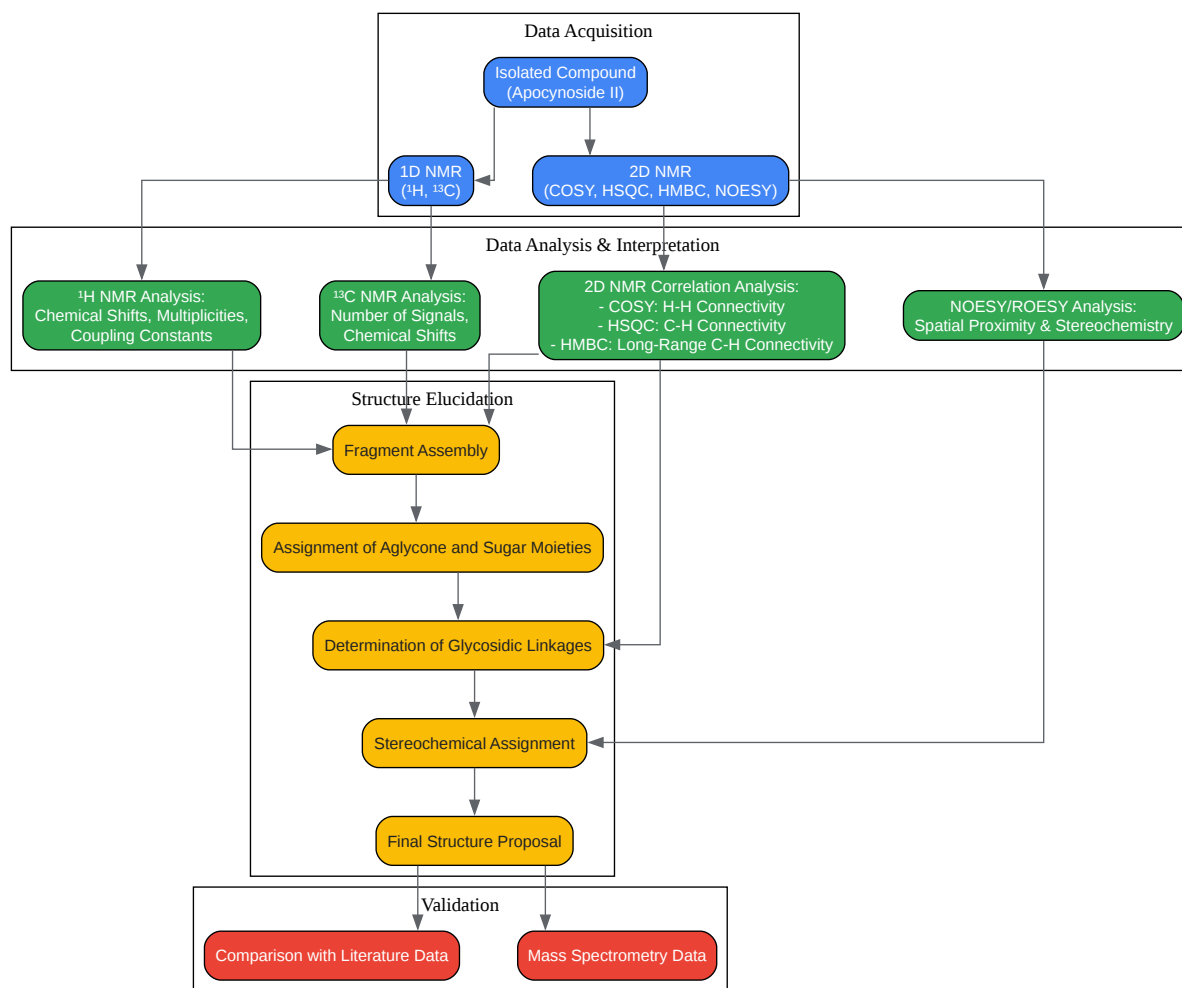 Data Acquisition
Isolated Compound
(Apocynoside II)
1D NMR
(¹H, ¹³C)
2D NMR
(COSY, HSQC, HMBC, NOESY)
Data Analysis & Interpretation
¹H NMR Analysis:
Chemical Shifts, Multiplicities,
Coupling Constants
¹³C NMR Analysis:
Number of Signals,
Chemical Shifts
2D NMR Correlation Analysis:
- COSY: H-H Connectivity
- HSQC: C-H Connectivity
- HMBC: Long-Range C-H Connectivity
NOESY/ROESY Analysis:
Spatial Proximity & Stereochemistry
Structure Elucidation
Fragment Assembly
Assignment of Aglycone and Sugar Moieties
Determination of Glycosidic Linkages
Stereochemical Assignment
Final Structure Proposal
Validation
Comparison with Literature Data
Mass Spectrometry Data